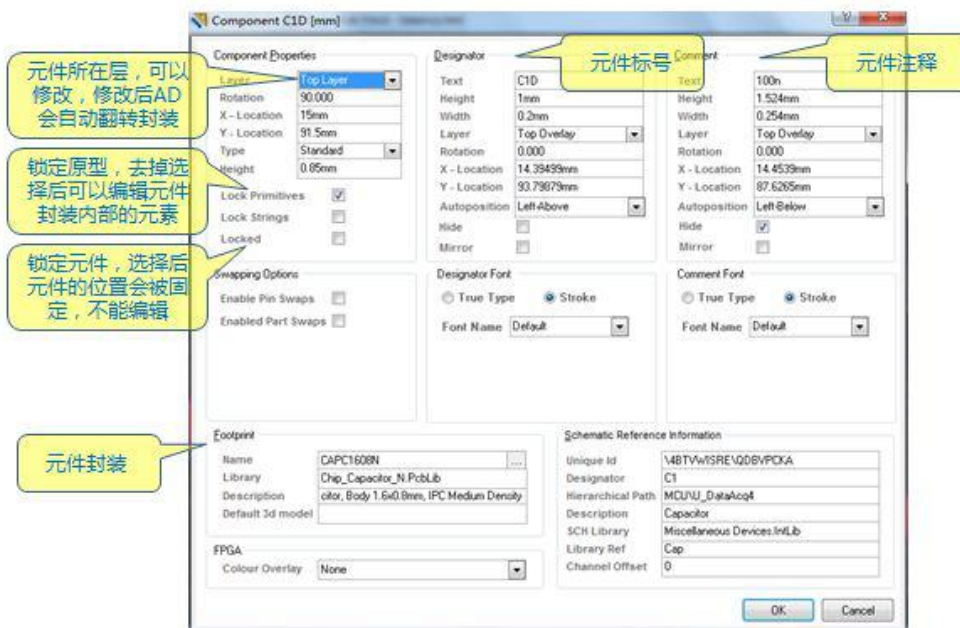 Component C1D [mm]
Component Properties
Layer Top Layer
Rotation 90.000
X - Location 15mm
Y - Location 91.5mm
Type Standard
Height 0.85mm
Lock Primitives
Lock Strings
Locked
Designator
Text C1D
Height 1mm
Width 0.2mm
Layer Top Overlay
Rotation 0.000
X - Location 14.39499mm
Y - Location 93.79879mm
Autoposition Left-Above
Hide
Mirror
Comment
Text 100n
Height 1.524mm
Width 0.254mm
Layer Top Overlay
Rotation 0.000
X - Location 14.4539mm
Y - Location 87.6265mm
Autoposition Left-Below
Hide
Mirror
元件所在层，可以
修改，修改后AD
会自动翻转封装
锁定原型，去掉选
择后可以编辑元件
封装内部的元素
锁定元件，选择后
元件的位置会被固
定，不能编辑
元件标号
元件注释
Swapping Options
Enable Pin Swaps
Enabled Part Swaps
Designator Font
True Type Stroke
Font Name Default
Comment Font
True Type Stroke
Font Name Default
元件封装
Footprint
Name CAPC1608N ...
Library Chip_Capacitor_N.PcbLib
Description citor, Body 1.6x0.8mm, IPC Medium Density
Default 3d model
FPGA
Colour Overlay None
Schematic Reference Information
Unique Id \4BTVWISRE\QDBVPCKA
Designator C1
Hierarchical Path MCU\U_DataAcq4
Description Capacitor
SCH Library Miscellaneous Devices.IntLib
Library Ref Cap
Channel Offset 0
OK Cancel